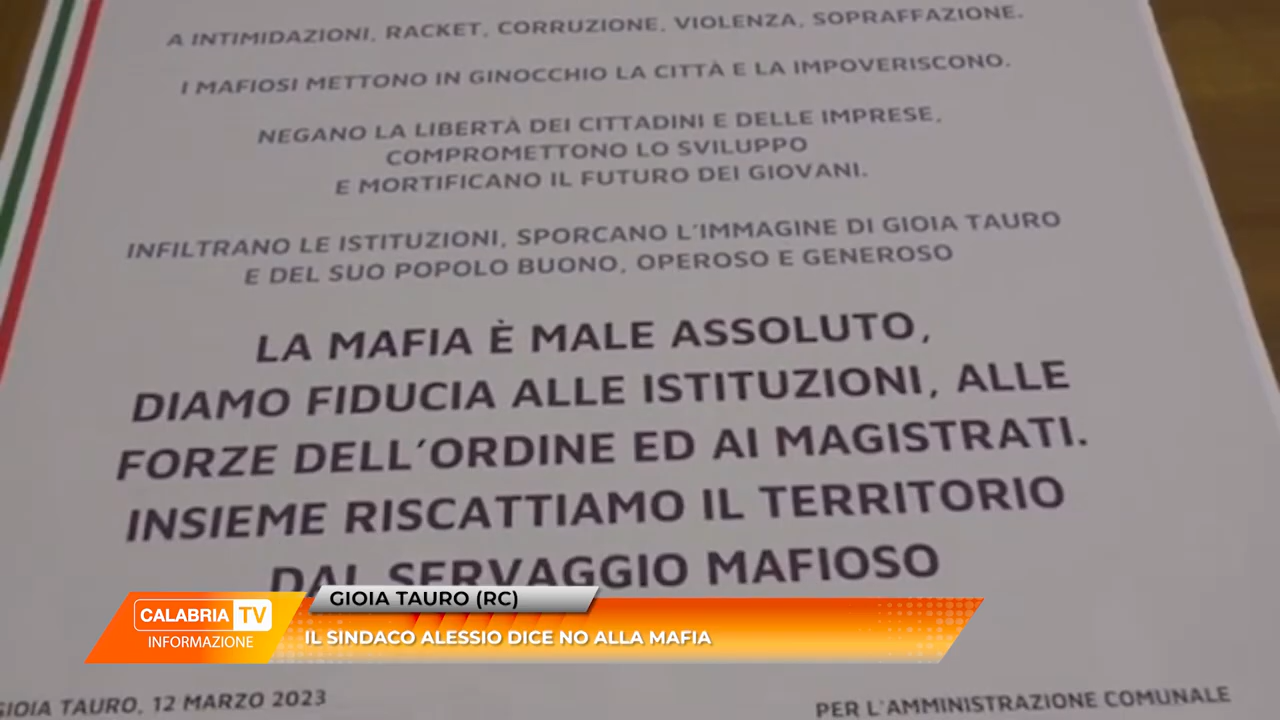 A INTIMIDAZIONI, RACKET, CORRUZIONE, VIOLENZA, SOPRAFFAZIONE.
I MAFIOSI METTONO IN GINOCCHIO LA CITTÀ E LA IMPOVERISCONO.
NEGANO LA LIBERTÀ DEI CITTADINI E DELLE IMPRESE,
COMPROMETTONO LO SVILUPPO
E MORTIFICANO IL FUTURO DEI GIOVANI.
INFILTRANO LE ISTITUZIONI, SPORCANO L'IMMAGINE DI GIOIA TAURO
E DEL SUO POPOLO BUONO, OPEROSO E GENEROSO
LA MAFIA È MALE ASSOLUTO,
DIAMO FIDUCIA ALLE ISTITUZIONI, ALLE
FORZE DELL'ORDINE ED AI MAGISTRATI.
INSIEME RISCATTIAMO IL TERRITORIO
DAL SERVAGGIO MAFIOSO
GIOIA TAURO (RC)
CALABRIA TV
INFORMAZIONE
IL SINDACO ALESSIO DICE NO ALLA MAFIA
GIOIA TAURO, 12 MARZO 2023
PER L'AMMINISTRAZIONE COMUNALE